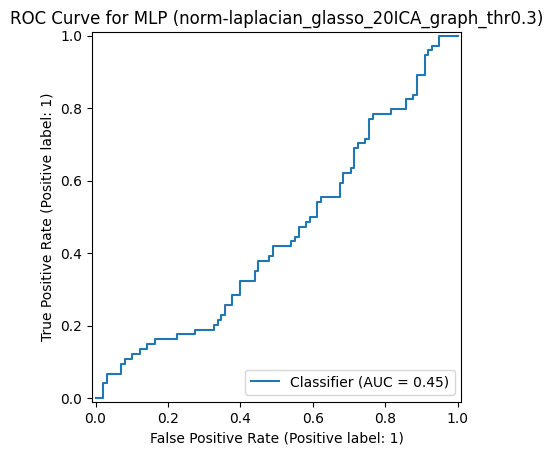 ROC Curve for MLP (norm-laplacian_glasso_20ICA_graph_thr0.3)
1.0
0.8
0.6
0.4
0.2
0.0
True Positive Rate (Positive label: 1)
Classifier (AUC = 0.45)
0.0 0.2 0.4 0.6 0.8 1.0
False Positive Rate (Positive label: 1)